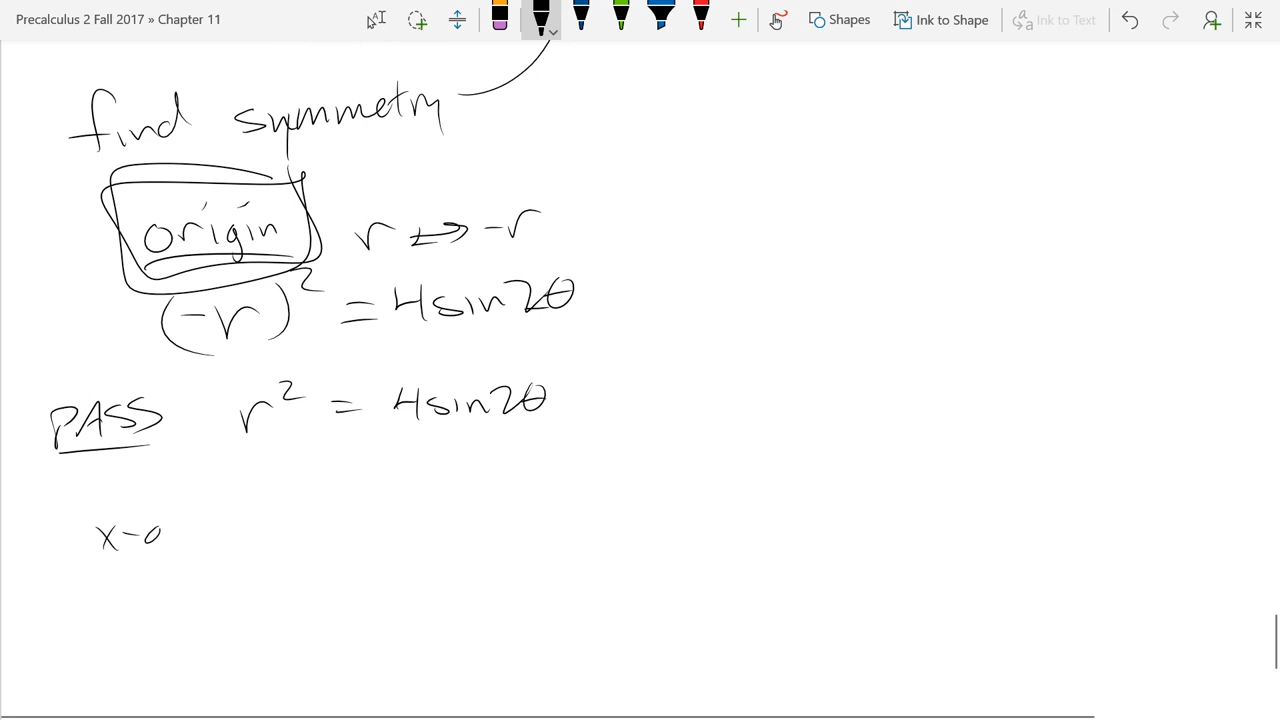 Precalculus 2 Fall 2017 » Chapter 11
Shapes
Ink to Shape
Ink to Text
find symmetry
origin r ↔ -r
(-r)² = 4sin2θ
PASS r² = 4sin2θ
x-a